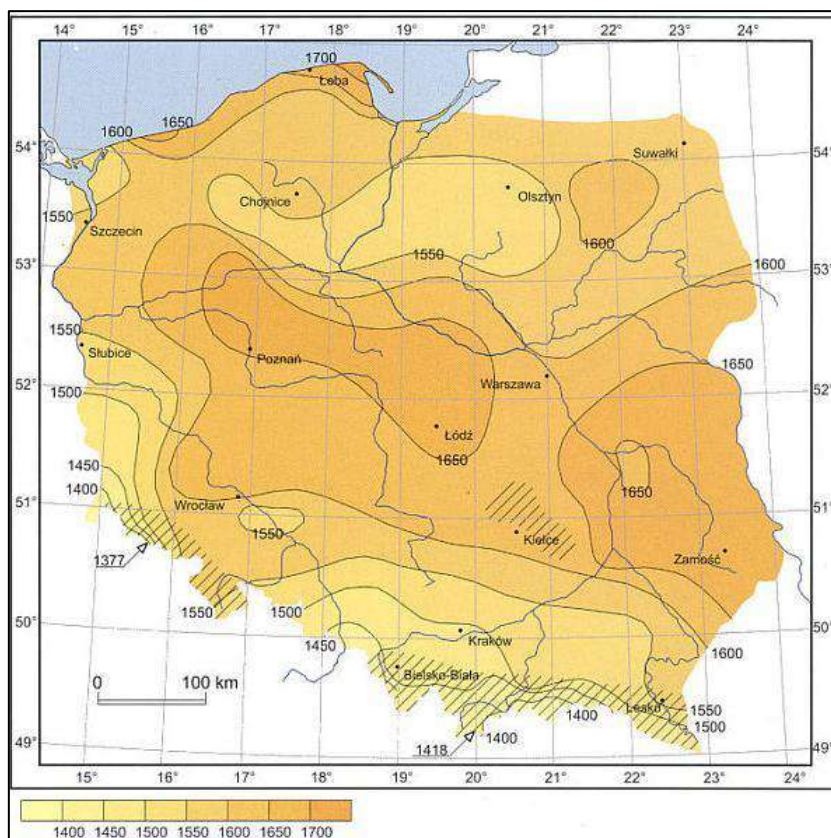 14° 15° 16° 17° 18° 19° 20° 21° 22° 23° 24°
1700
Łeba
1650
1600
54° 54°
Suwałki
Chojnice
Olsztyn
1550
Szczecin
1600
1550
53° 1600 53°
1550
Słubice
Poznań
1650
Warszawa
52° 1500 52°
Łódź
1650
1450
1650
1400
51° Wrocław 51°
1550
Kielce
1377
Zamość
1550
50° 1500 50°
1450
Kraków
1600
0 100 km
Bielsko-Biała
Lesko
1550
1400
1500
49° 1418 1400 49°
15° 16° 17° 18° 19° 20° 21° 22° 23° 24°
1400 1450 1500 1550 1600 1650 1700